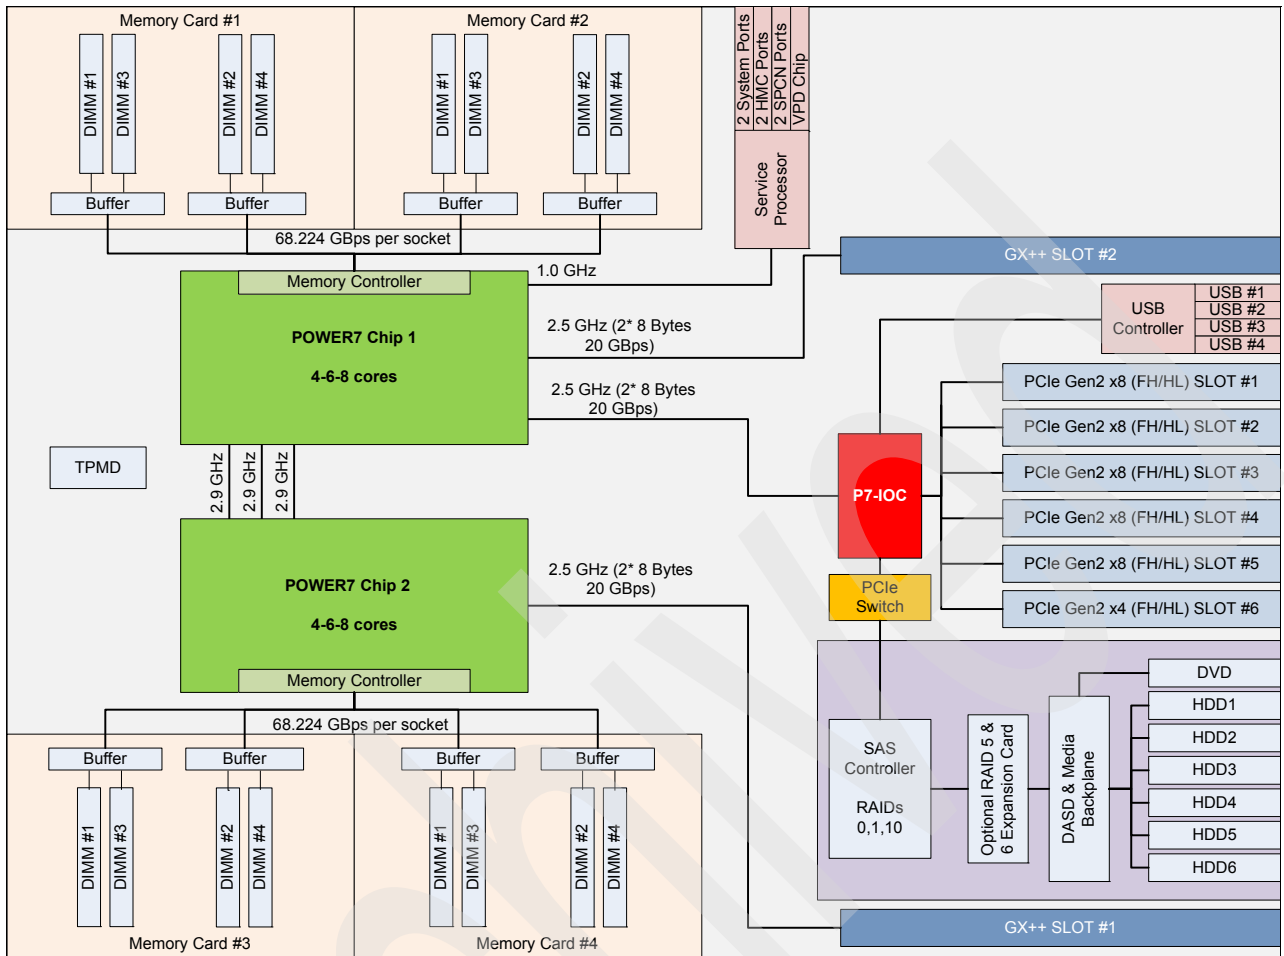 Memory Card #1
Memory Card #2
DIMM #1
DIMM #3
DIMM #2
DIMM #4
DIMM #1
DIMM #3
DIMM #2
DIMM #4
2 System Ports
2 HMC Ports
2 SPCN Ports
VPD Chip
Buffer
Buffer
Buffer
Buffer
Service
Processor
68.224 GBps per socket
Memory Controller
1.0 GHz
GX++ SLOT #2
POWER7 Chip 1
4-6-8 cores
2.5 GHz (2* 8 Bytes
20 GBps)
2.5 GHz (2* 8 Bytes
20 GBps)
USB
Controller
USB #1
USB #2
USB #3
USB #4
PCIe Gen2 x8 (FH/HL) SLOT #1
PCIe Gen2 x8 (FH/HL) SLOT #2
PCIe Gen2 x8 (FH/HL) SLOT #3
PCIe Gen2 x8 (FH/HL) SLOT #4
PCIe Gen2 x8 (FH/HL) SLOT #5
PCIe Gen2 x4 (FH/HL) SLOT #6
TPMD
2.9 GHz
2.9 GHz
2.9 GHz
P7-IOC
PCIe
Switch
POWER7 Chip 2
4-6-8 cores
2.5 GHz (2* 8 Bytes
20 GBps)
Memory Controller
68.224 GBps per socket
Buffer
Buffer
Buffer
Buffer
DIMM #1
DIMM #3
DIMM #2
DIMM #4
DIMM #1
DIMM #3
DIMM #2
DIMM #4
Memory Card #3
Memory Card #4
SAS
Controller
RAIDs
0,1,10
Optional RAID 5 &
6 Expansion Card
DASD & Media
Backplane
DVD
HDD1
HDD2
HDD3
HDD4
HDD5
HDD6
GX++ SLOT #1